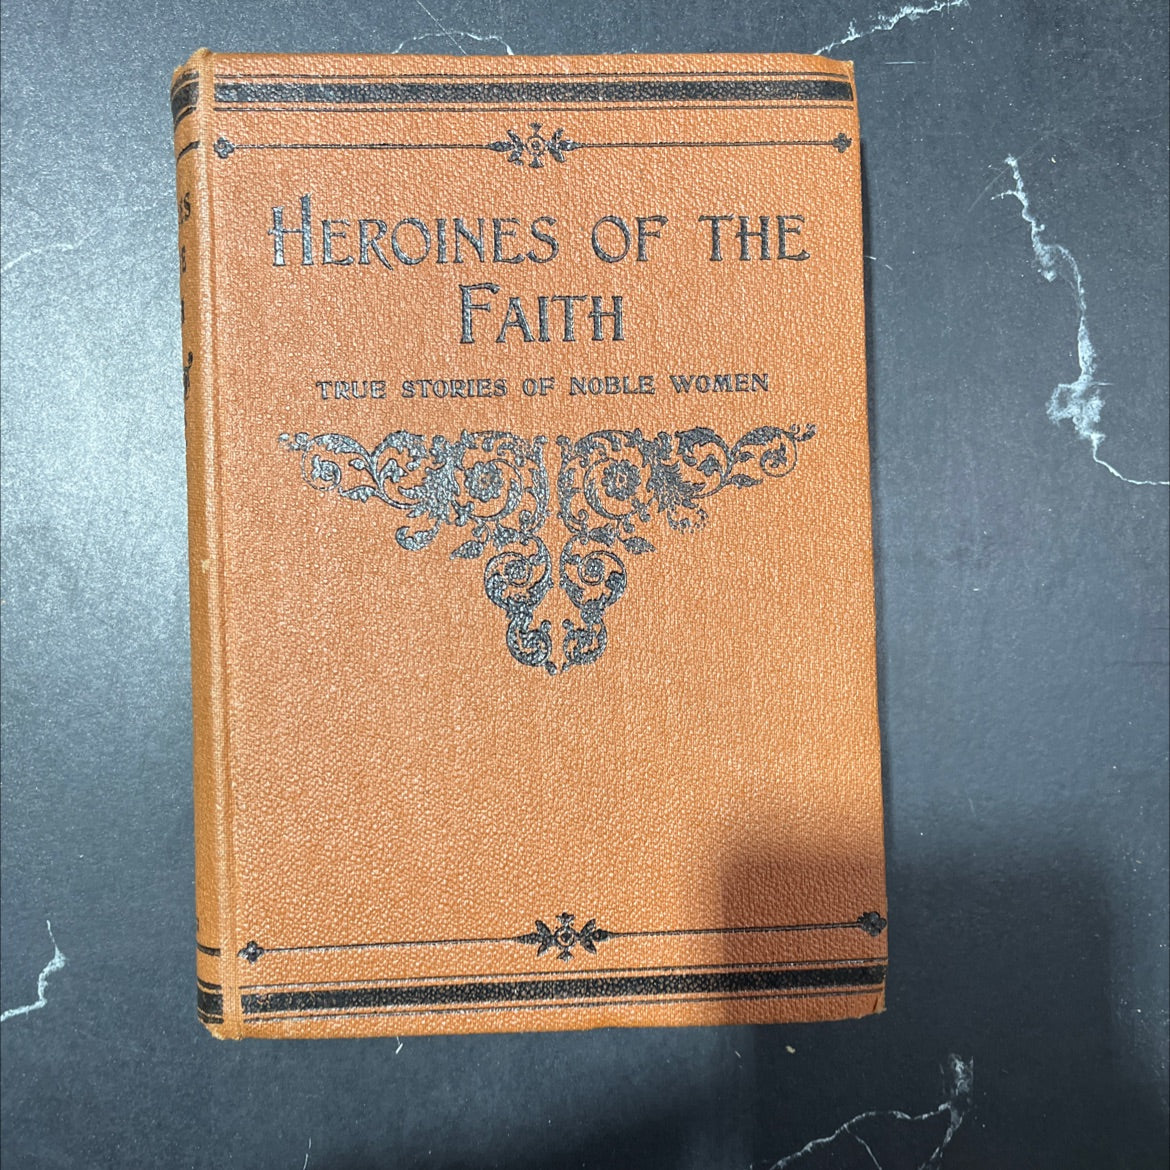 HEROINES OF THE
FAITH
TRUE STORIES OF NOBLE WOMEN